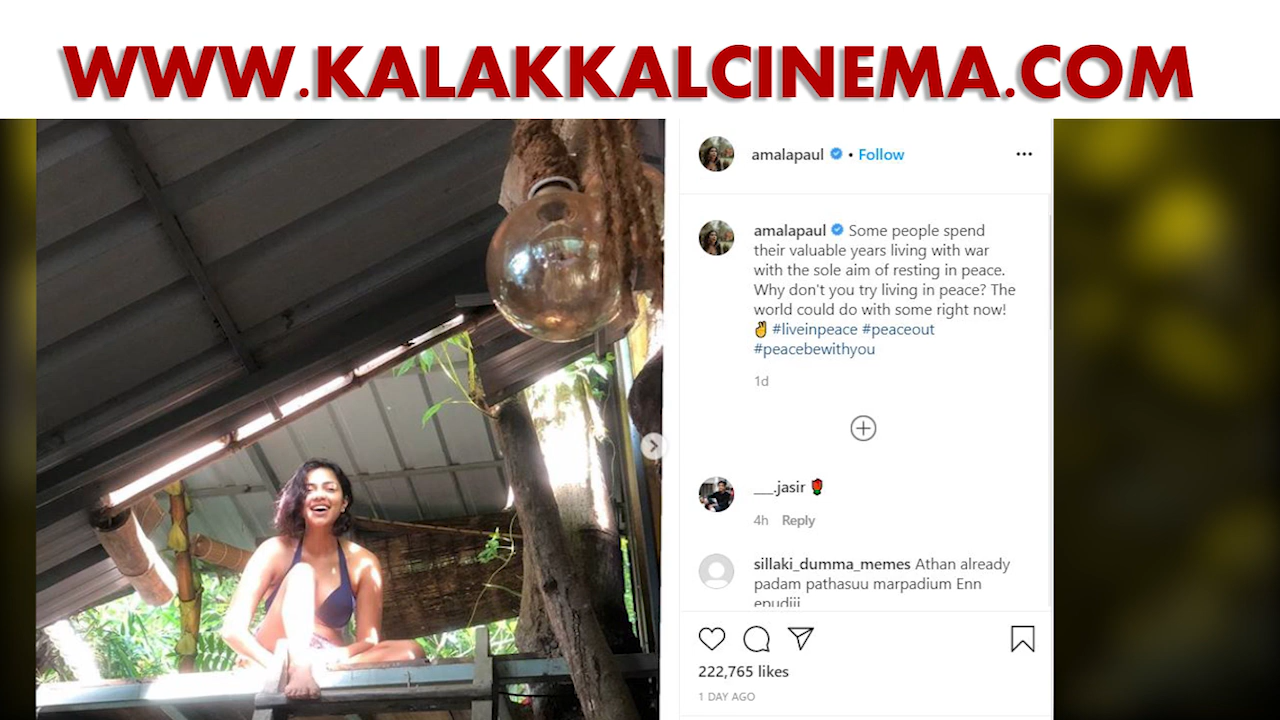 WWW.KALAKKALCINEMA.COM
amalapaul • Follow
amalapaul Some people spend
their valuable years living with war
with the sole aim of resting in peace.
Why don't you try living in peace? The
world could do with some right now!
✌️ #liveinpeace #peaceout
#peacebewithyou
1d
___.jasir 🌹
4h Reply
sillaki_dumma_memes Athan already
padam pathasuu marpadium Enn
epudiii
222,765 likes
1 DAY AGO